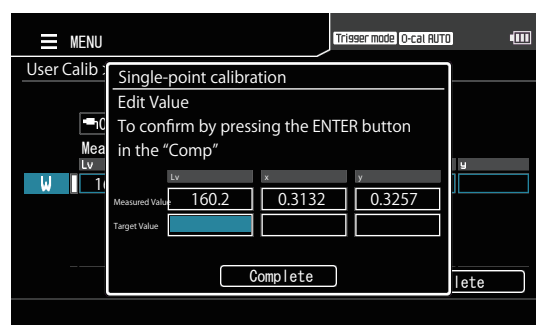 MENU
Trigger mode 0-cal AUTO
User Calib
Single-point calibration
Edit Value
To confirm by pressing the ENTER button
in the “Comp”
Mea
Lv
y
W
Lv x y
Measured Value 160.2 0.3132 0.3257
Target Value
Complete
lete